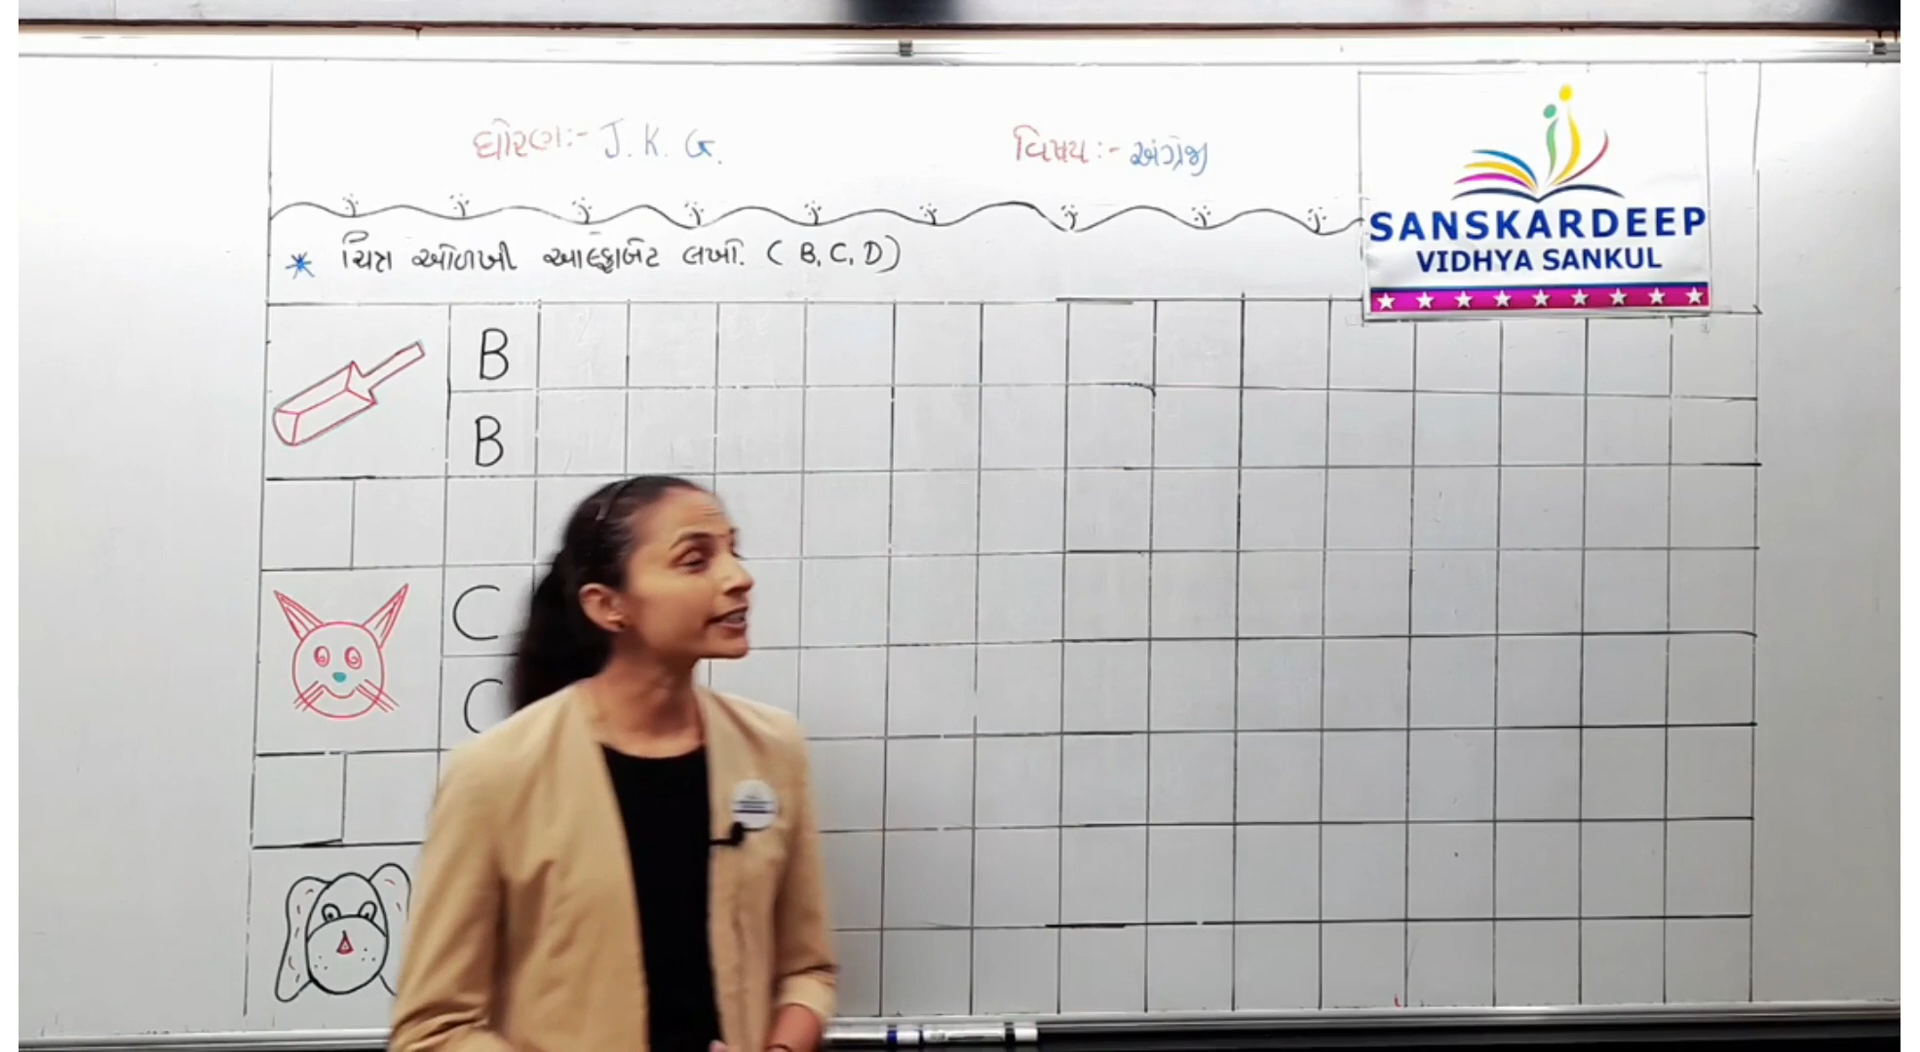 ધોરણ:- J. K. G.
વિષય:- અંગ્રેજી
SANSKARDEEP
VIDHYA SANKUL
* ચિત્ર ઓળખી આલ્ફાબેટ લખો. ( B, C, D )
B
B
C
C